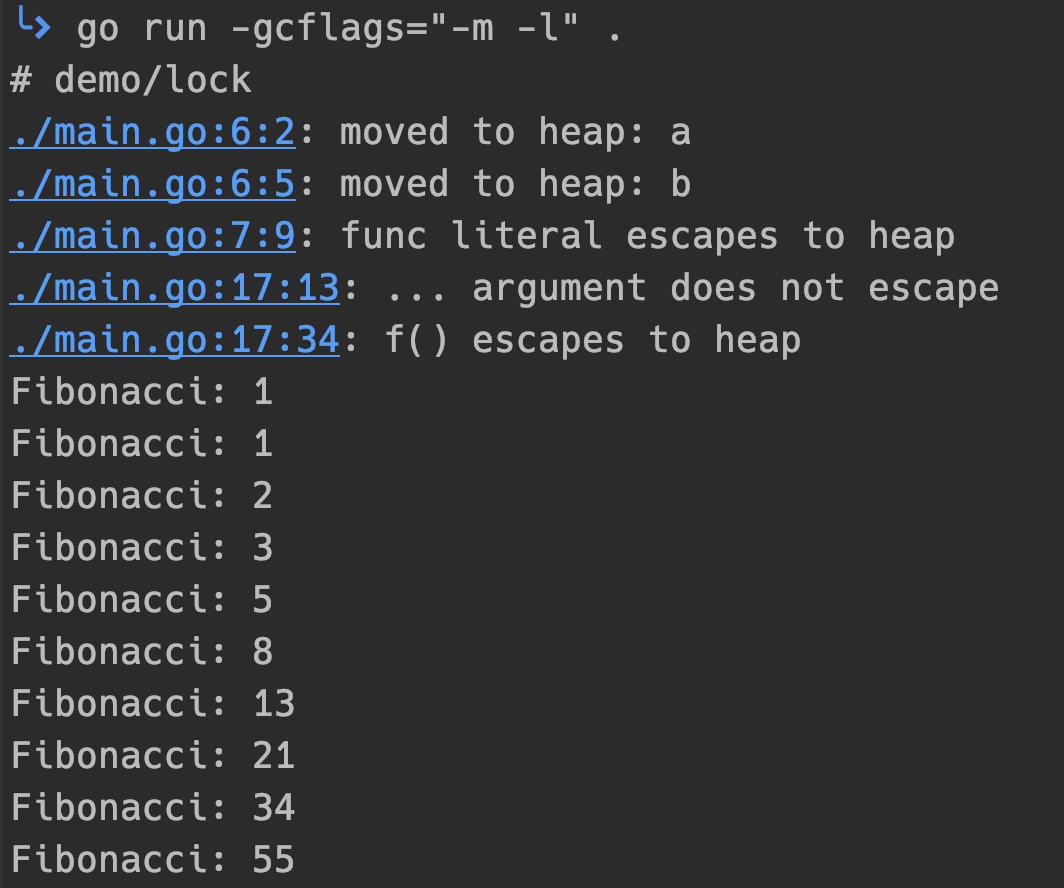 go run -gcflags="-m -l" .
# demo/lock
./main.go:6:2: moved to heap: a
./main.go:6:5: moved to heap: b
./main.go:7:9: func literal escapes to heap
./main.go:17:13: ... argument does not escape
./main.go:17:34: f() escapes to heap
Fibonacci: 1
Fibonacci: 1
Fibonacci: 2
Fibonacci: 3
Fibonacci: 5
Fibonacci: 8
Fibonacci: 13
Fibonacci: 21
Fibonacci: 34
Fibonacci: 55